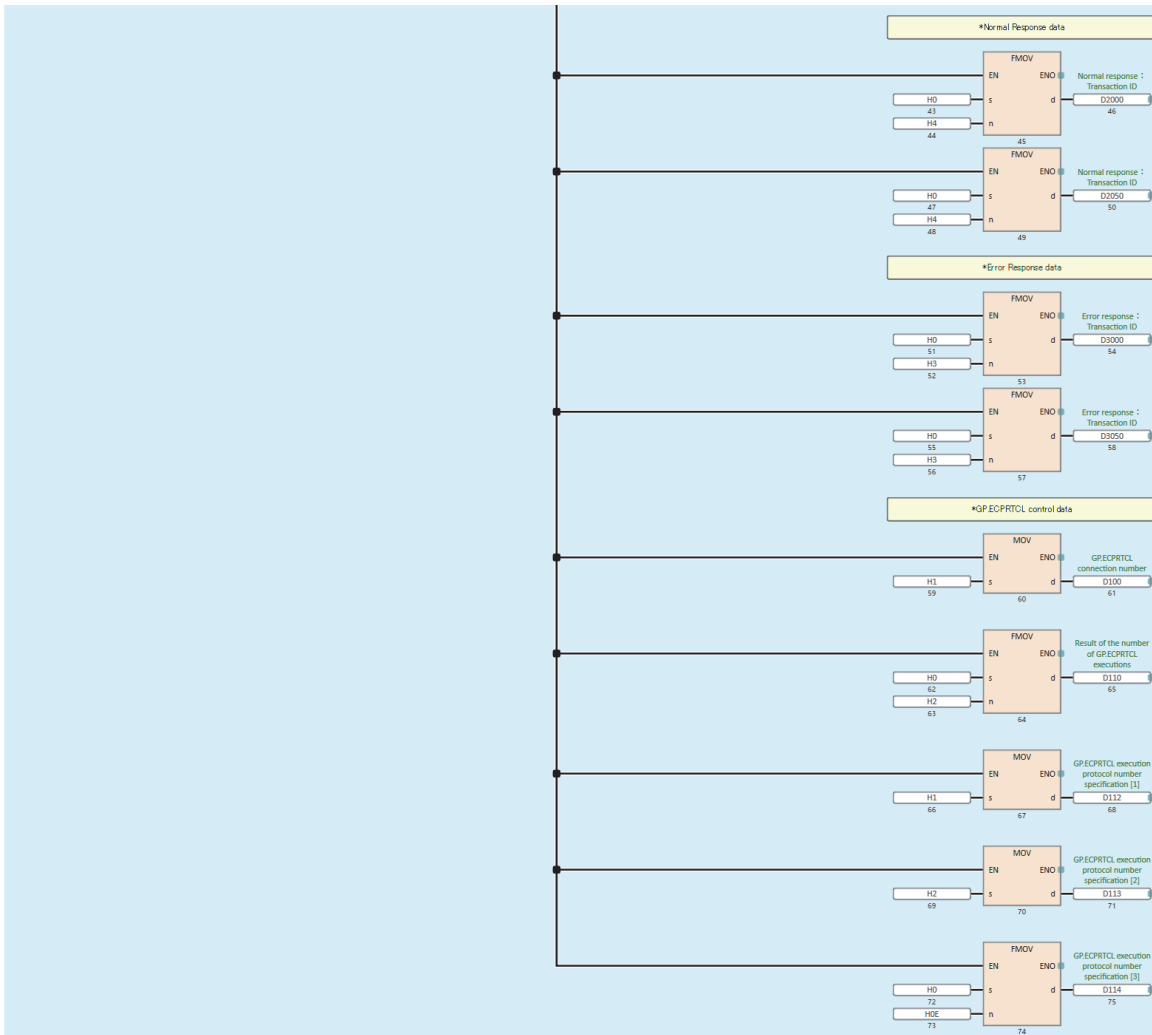 *Normal Response data
FMOV
EN ENO
Normal response :
Transaction ID
H0 s d D2000
43 46
H4 n
44
45
FMOV
EN ENO
Normal response :
Transaction ID
H0 s d D2050
47 50
H4 n
48
49
*Error Response data
FMOV
EN ENO
Error response :
Transaction ID
H0 s d D3000
51 54
H3 n
52
53
FMOV
EN ENO
Error response :
Transaction ID
H0 s d D3050
55 58
H3 n
56
57
*GP.ECPRTCL control data
MOV
EN ENO
GP.ECPRTCL
connection number
H1 s d D100
59 61
60
FMOV
EN ENO
Result of the number
of GP.ECPRTCL
executions
H0 s d D110
62 65
H2 n
63
64
MOV
EN ENO
GP.ECPRTCL execution
protocol number
specification [1]
H1 s d D112
66 68
67
MOV
EN ENO
GP.ECPRTCL execution
protocol number
specification [2]
H2 s d D113
69 71
70
FMOV
EN ENO
GP.ECPRTCL execution
protocol number
specification [3]
H0 s d D114
72 75
H0E n
73
74